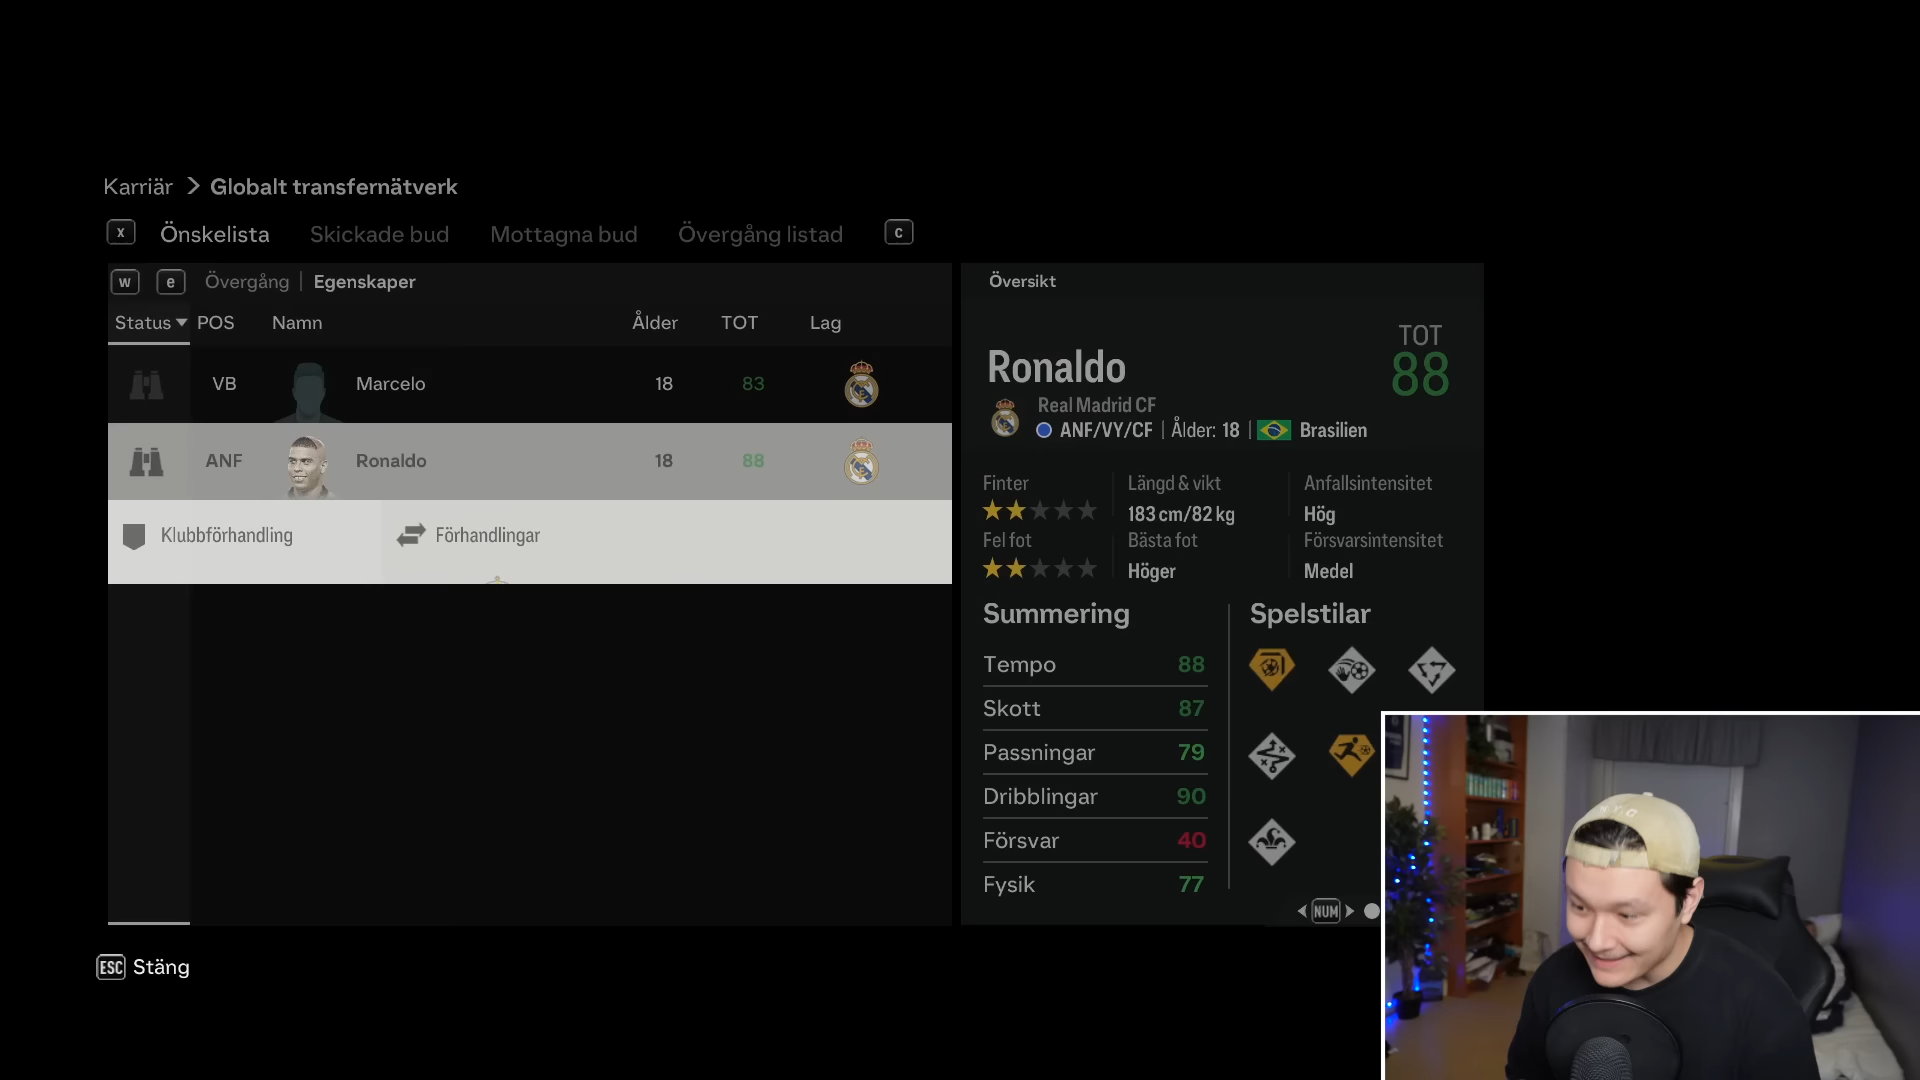 Karriär > Globalt transfernätverk
x Önskelista Skickade bud Mottagna bud Övergång listad c
w e Övergång | Egenskaper
Status POS Namn Ålder TOT Lag
VB Marcelo 18 83
ANF Ronaldo 18 88
Klubbförhandling Förhandlingar
Översikt
TOT
88
Ronaldo
Real Madrid CF
ANF/VY/CF | Ålder: 18 | Brasilien
Finter Längd & vikt Anfallsintensitet
183 cm/82 kg Hög
Fel fot Bästa fot Försvarsintensitet
Höger Medel
Summering Spelstilar
Tempo 88
Skott 87
Passningar 79
Dribblingar 90
Försvar 40
Fysik 77
NUM
ESC Stäng